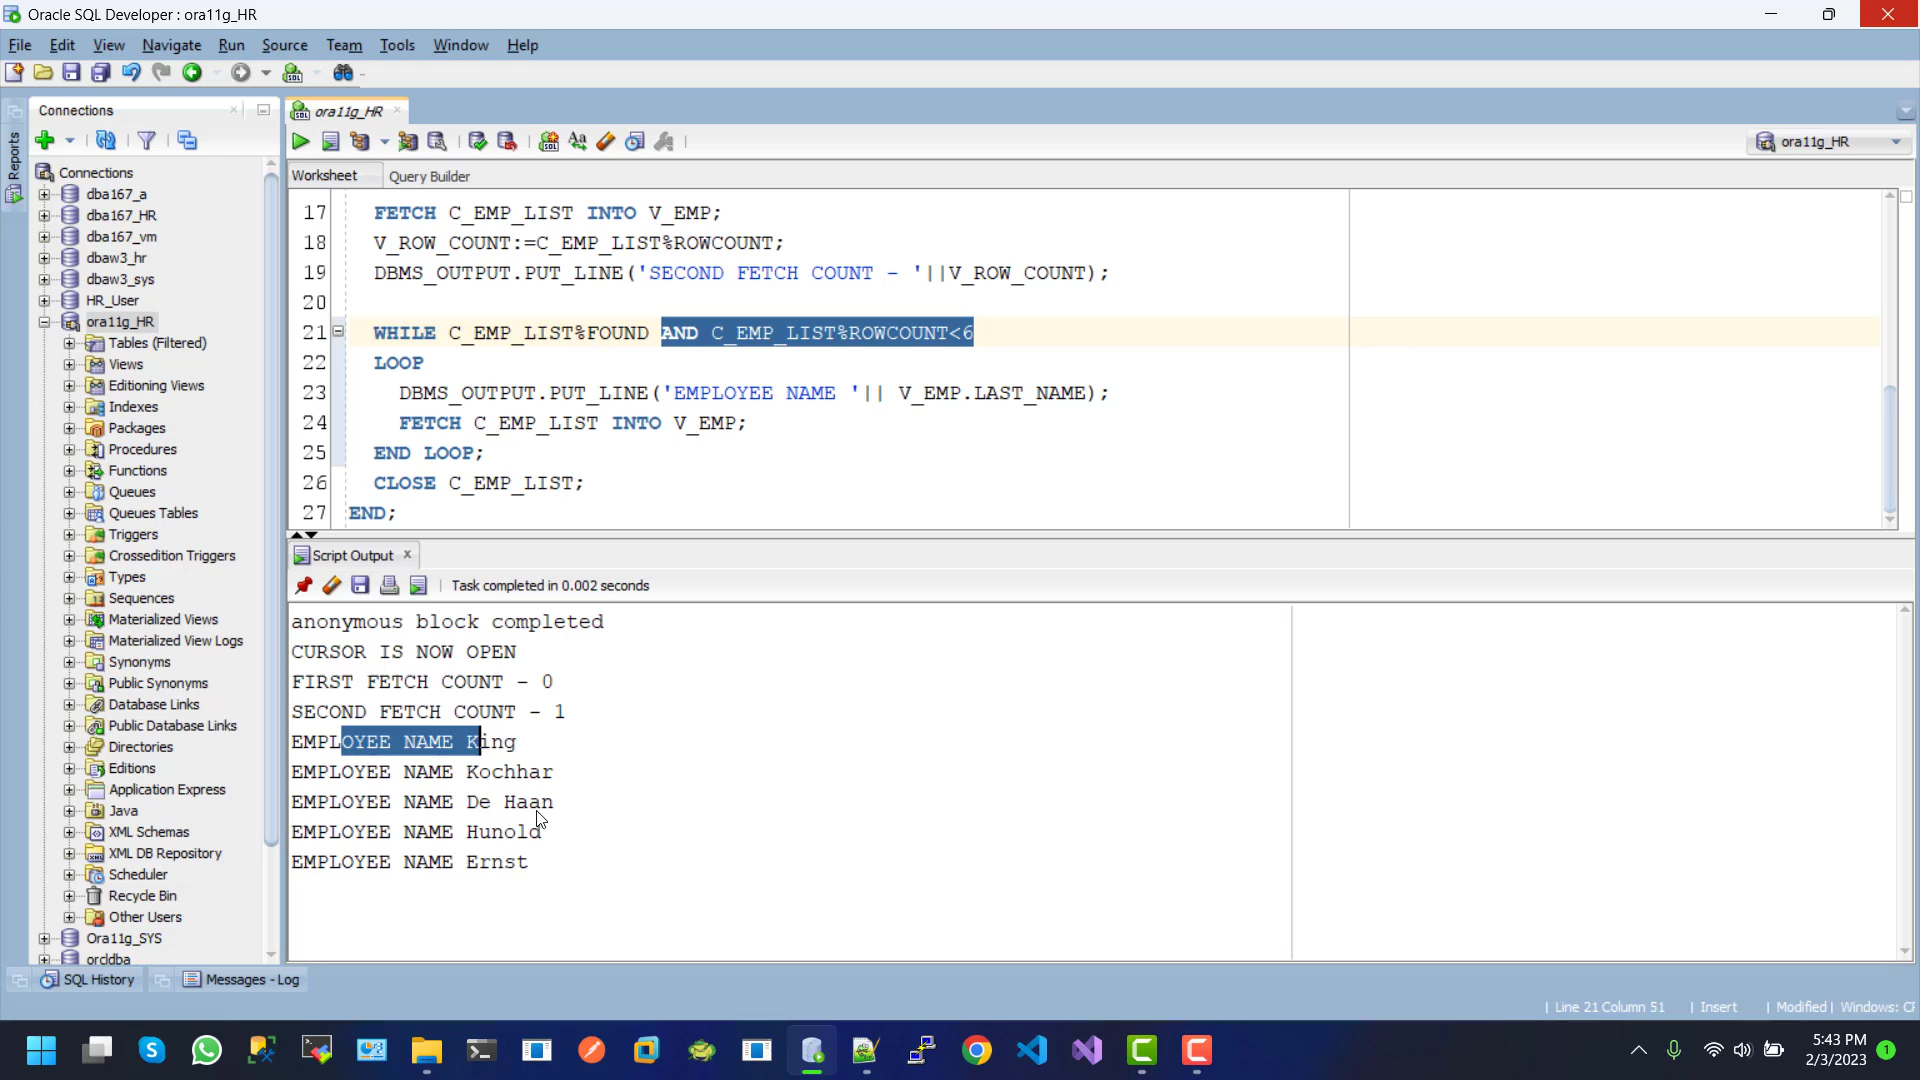 Oracle SQL Developer : ora11g_HR
File Edit View Navigate Run Source Team Tools Window Help
Reports
Connections
Connections
dba167_a
dba167_HR
dba167_vm
dbaw3_hr
dbaw3_sys
HR_User
ora11g_HR
Tables (Filtered)
Views
Editioning Views
Indexes
Packages
Procedures
Functions
Queues
Queues Tables
Triggers
Crossedition Triggers
Types
Sequences
Materialized Views
Materialized View Logs
Synonyms
Public Synonyms
Database Links
Public Database Links
Directories
Editions
Application Express
Java
XML Schemas
XML DB Repository
Scheduler
Recycle Bin
Other Users
Ora11g_SYS
orcldba
ora11g_HR
ora11g_HR
Worksheet Query Builder
17 FETCH C_EMP_LIST INTO V_EMP;
18 V_ROW_COUNT:=C_EMP_LIST%ROWCOUNT;
19 DBMS_OUTPUT.PUT_LINE('SECOND FETCH COUNT - '||V_ROW_COUNT);
20
21 WHILE C_EMP_LIST%FOUND AND C_EMP_LIST%ROWCOUNT<6
22 LOOP
23 DBMS_OUTPUT.PUT_LINE('EMPLOYEE NAME '|| V_EMP.LAST_NAME);
24 FETCH C_EMP_LIST INTO V_EMP;
25 END LOOP;
26 CLOSE C_EMP_LIST;
27 END;
Script Output
Task completed in 0.002 seconds
anonymous block completed
CURSOR IS NOW OPEN
FIRST FETCH COUNT - 0
SECOND FETCH COUNT - 1
EMPLOYEE NAME King
EMPLOYEE NAME Kochhar
EMPLOYEE NAME De Haan
EMPLOYEE NAME Hunold
EMPLOYEE NAME Ernst
SQL History Messages - Log
Line 21 Column 51 Insert Modified Windows: C
5:43 PM
2/3/2023
1